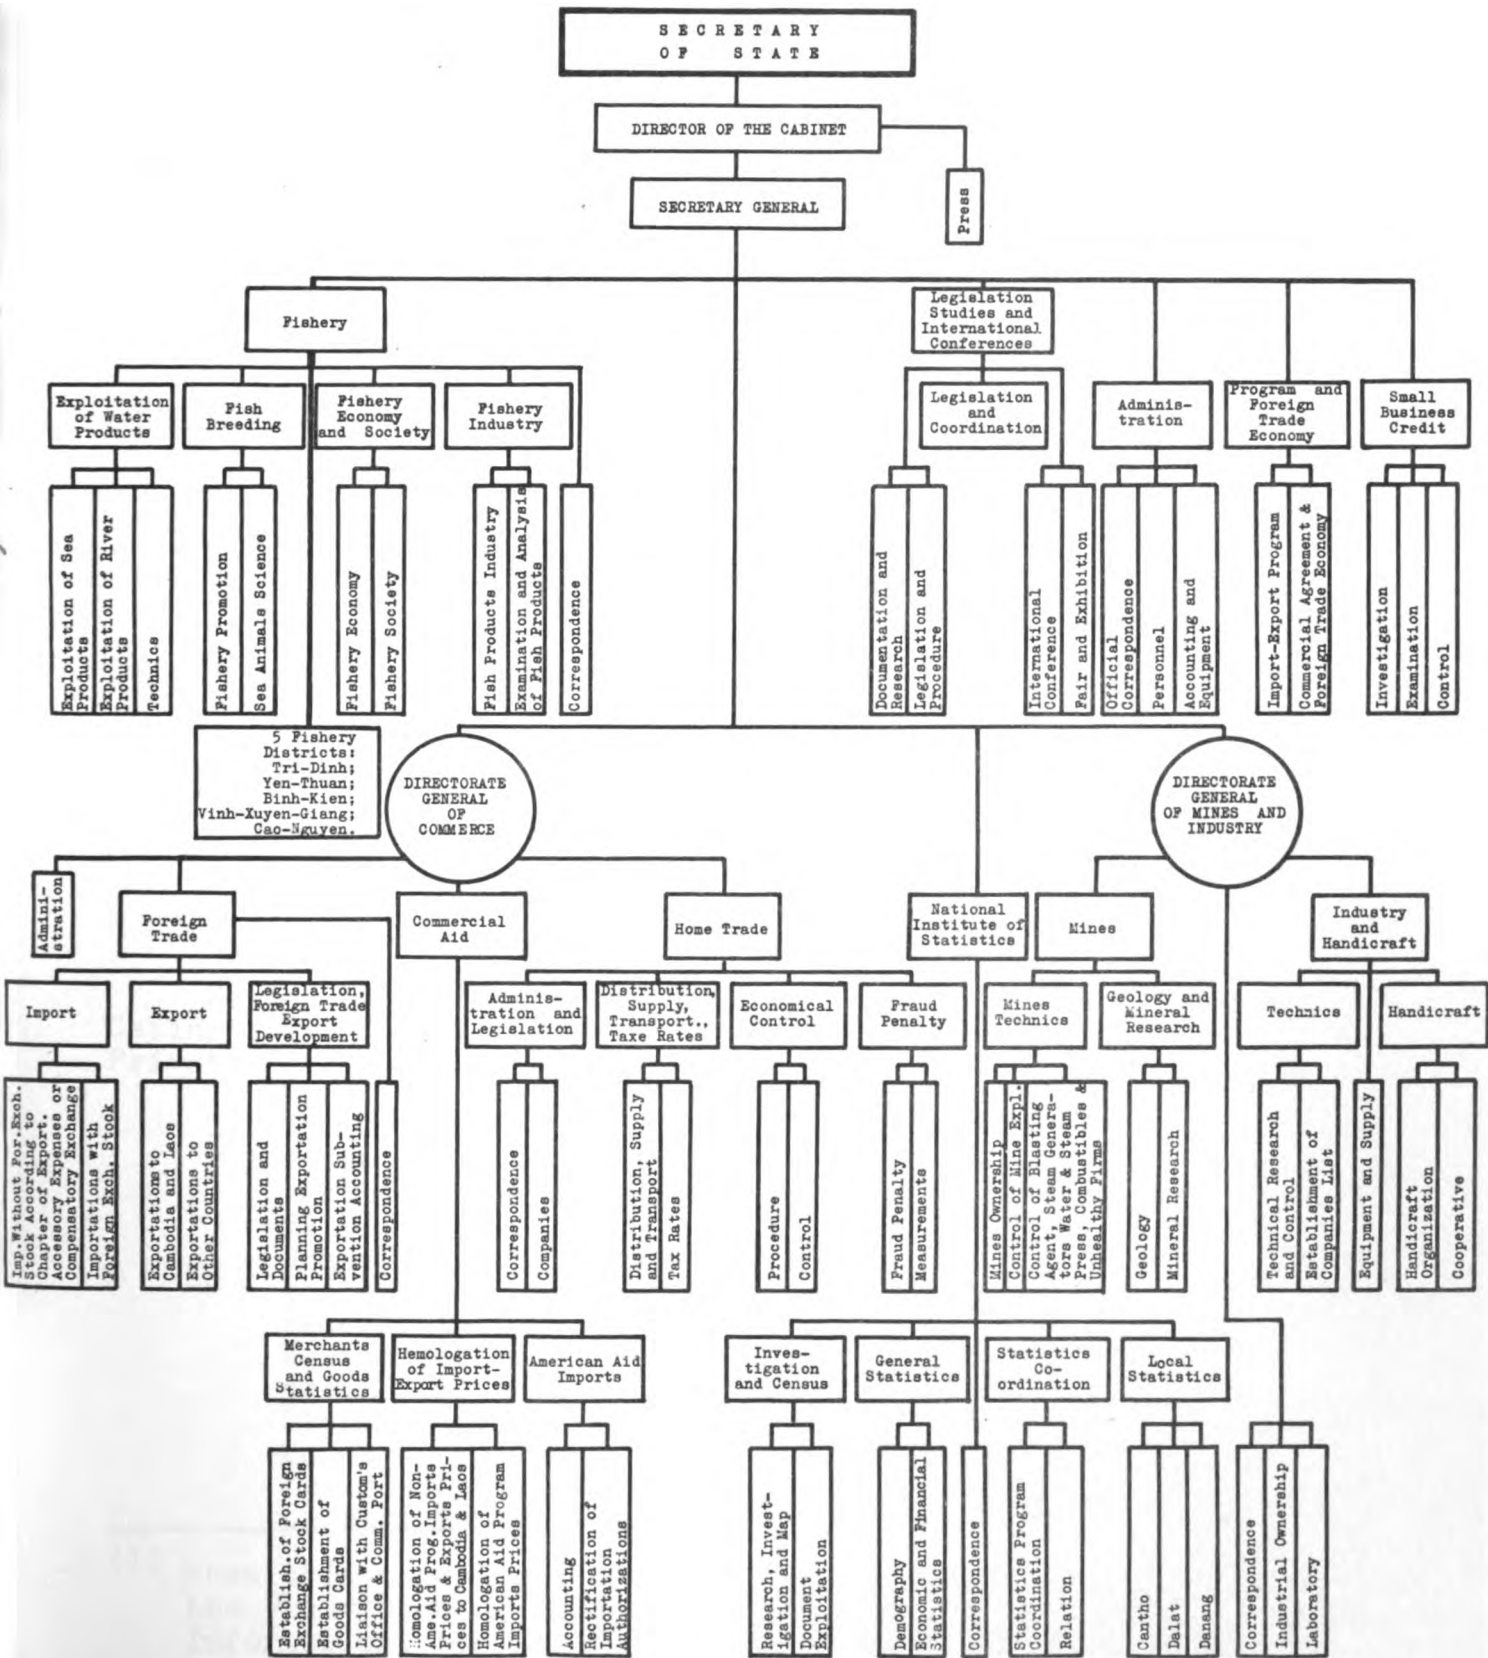 SECRETARY
OF STATE
DIRECTOR OF THE CABINET
SECRETARY GENERAL
Press
Fishery
Legislation
Studies and
International
Conferences
Exploitation
of Water
Products
Fish
Breeding
Fishery
Economy
and Society
Fishery
Industry
Legislation
and
Coordination
Adminis-
tration
Program and
Foreign
Trade
Economy
Small
Business
Credit
Exploitation of Sea
Products
Exploitation of River
Products
Technics
Fishery Promotion
Sea Animals Science
Fishery Economy
Fishery Society
Fish Products Industry
Examination and Analysis
of Fish Products
Correspondence
Documentation and
Research
Legislation and
Procedure
International
Conference
Fair and Exhibition
Official
Correspondence
Personnel
Accounting and
Equipment
Import-Export Program
Commercial Agreement &
Foreign Trade Economy
Investigation
Examination
Control
5 Fishery
Districts:
Tri-Dinh;
Yen-Thuan;
Binh-Kien;
Vinh-Xuyen-Giang;
Cao-Nguyen.
DIRECTORATE
GENERAL
OF
COMMERCE
DIRECTORATE
GENERAL
OF MINES AND
INDUSTRY
Admini-
stration
Foreign
Trade
Commercial
Aid
Home Trade
National
Institute of
Statistics
Mines
Industry
and
Handicraft
Import
Export
Legislation,
Foreign Trade
Export
Development
Adminis-
tration and
Legislation
Distribution,
Supply,
Transport.,
Taxe Rates
Economical
Control
Fraud
Penalty
Mines
Technics
Geology and
Mineral
Research
Technics
Handicraft
Imp.Without For.Exch.
Stock According to
Chapter of Export.
Accessory Expenses or
Compensatory Exchange
Importations with
Foreign Exch. Stock
Exportations to
Cambodia and Laos
Exportations to
Other Countries
Legislation and
Documents
Planning Exportation
Promotion
Exportation Sub-
vention Accounting
Correspondence
Correspondence
Companies
Distribution, Supply
and Transport
Tax Rates
Procedure
Control
Fraud Penalty
Measurements
Mines Ownership
Control of Mine Expl.
Control of Blasting
Agent, Steam Genera-
tors Water & Steam
Press, Combustibles &
Unhealthy Firms
Geology
Mineral Research
Technical Research
and Control
Establishment of
Companies List
Equipment and Supply
Handicraft
Organization
Cooperative
Merchants
Census
and Goods
Statistics
Hemologation
of Import-
Export Prices
American Aid
Imports
Inves-
tigation
and Census
General
Statistics
Statistics
Co-
ordination
Local
Statistics
Establish.of Foreign
Exchange Stock Cards
Establishment of
Goods Cards
Liaison with Custom's
Office & Comm. Port
Homologation of Non-
Ame.Aid Prog.Imports
Prices & Exports Pri-
ces to Cambodia & Laos
Homologation of
American Aid Program
Imports Prices
Accounting
Rectification of
Importation
Authorizations
Research, Invest-
igation and Map
Document
Exploitation
Demography
Economic and Financial
Statistics
Correspondence
Statistics Program
Coordination
Relation
Cantho
Dalat
Danang
Correspondence
Industrial Ownership
Laboratory